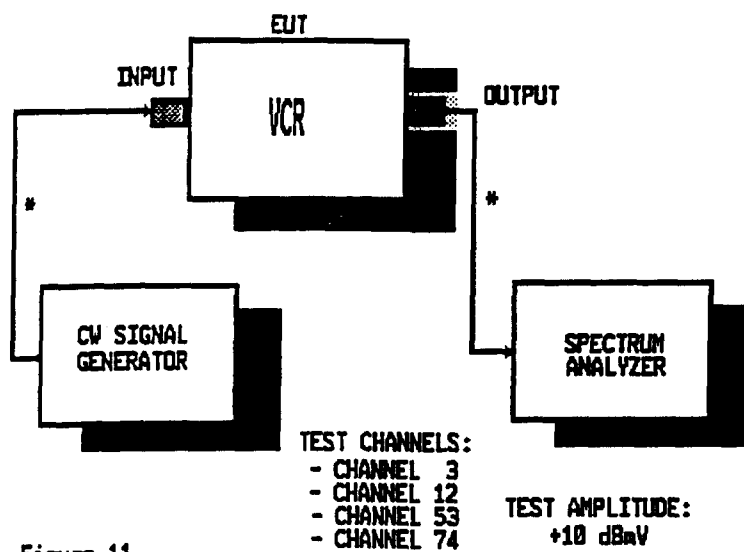 EUT
INPUT
VCR
OUTPUT
*
*
CW SIGNAL
GENERATOR
SPECTRUM
ANALYZER
TEST CHANNELS:
- CHANNEL 3
- CHANNEL 12
- CHANNEL 53
- CHANNEL 74
TEST AMPLITUDE:
+10 dBmV
Figure 11